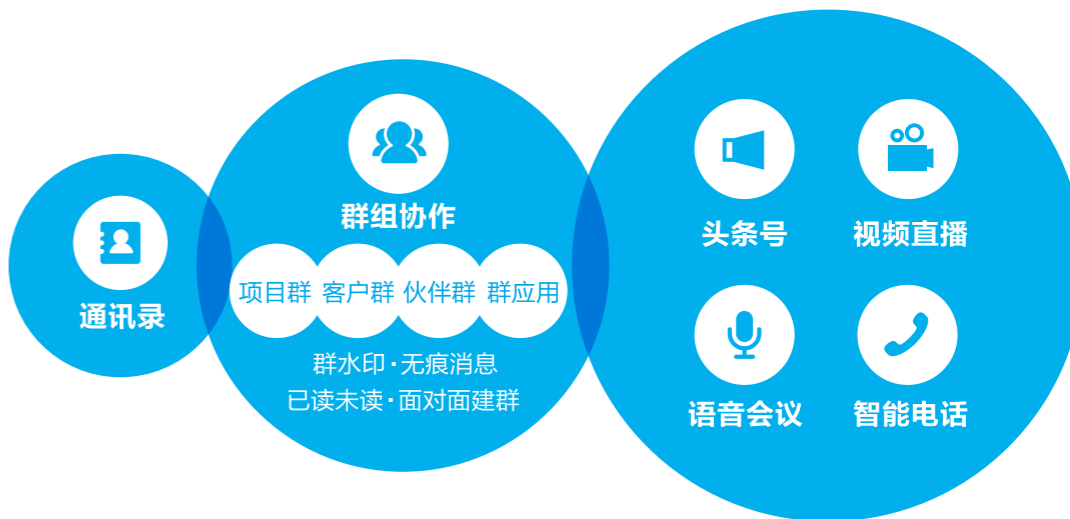 通讯录
群组协作
项目群 客户群 伙伴群 群应用
群水印·无痕消息
已读未读·面对面建群
头条号 视频直播
语音会议 智能电话